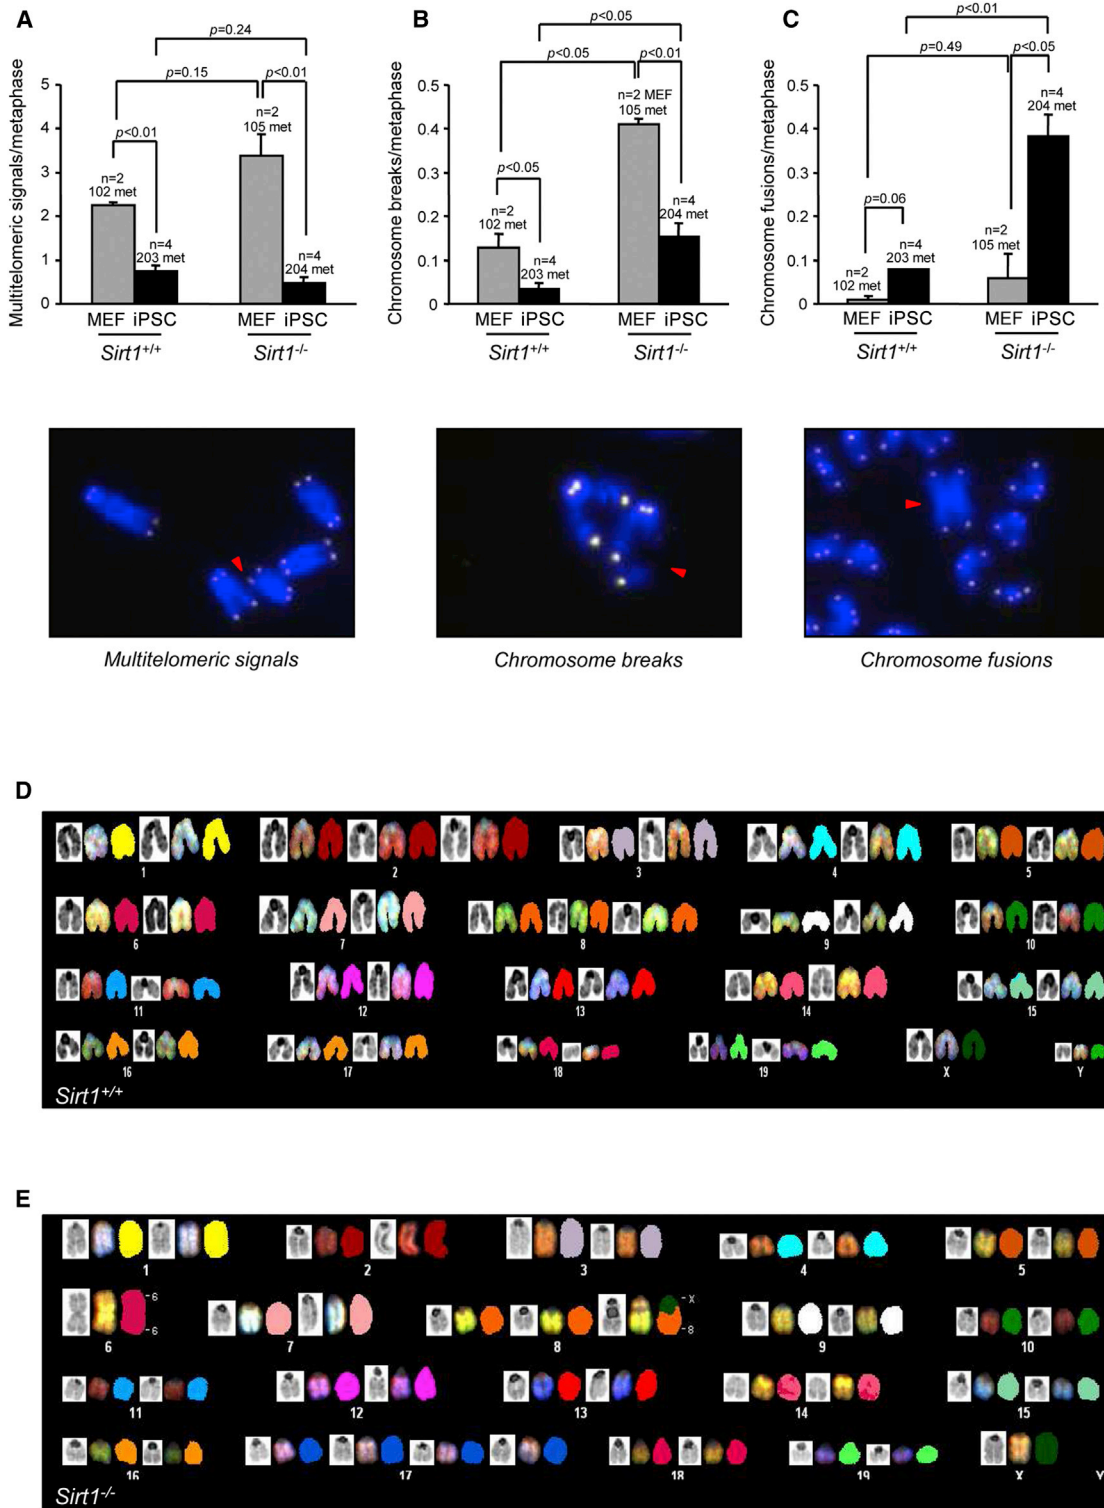 A
p=0.24
p=0.15
p<0.01
p<0.01
Multitelomeric signals/metaphase
5
4
3
2
1
0
n=2
102 met
n=4
203 met
n=2
105 met
n=4
204 met
MEF iPSC
MEF iPSC
Sirt1+/+
Sirt1-/-
B
p<0.05
p<0.05
p<0.01
p<0.05
Chromosome breaks/metaphase
0.5
0.4
0.3
0.2
0.1
0
n=2
102 met
n=4
203 met
n=2 MEF
105 met
n=4
204 met
MEF iPSC
MEF iPSC
Sirt1+/+
Sirt1-/-
C
p<0.01
p=0.49
p<0.05
p=0.06
Chromosome fusions/metaphase
0.5
0.4
0.3
0.2
0.1
0
n=2
102 met
n=4
203 met
n=2
105 met
n=4
204 met
MEF iPSC
MEF iPSC
Sirt1+/+
Sirt1-/-
Multitelomeric signals
Chromosome breaks
Chromosome fusions
D
1 2 3 4 5
6 7 8 9 10
11 12 13 14 15
16 17 18 19 X Y
Sirt1+/+
E
1 2 3 4 5
-6
-6
-X
-8
6 7 8 9 10
11 12 13 14 15
16 17 18 19 X Y
Sirt1-/-